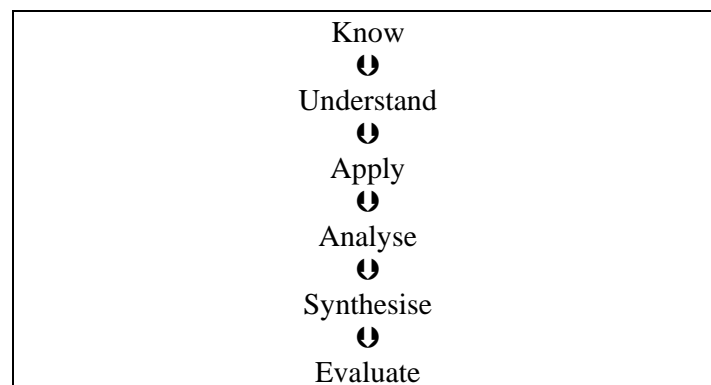 Know
Understand
Apply
Analyse
Synthesise
Evaluate